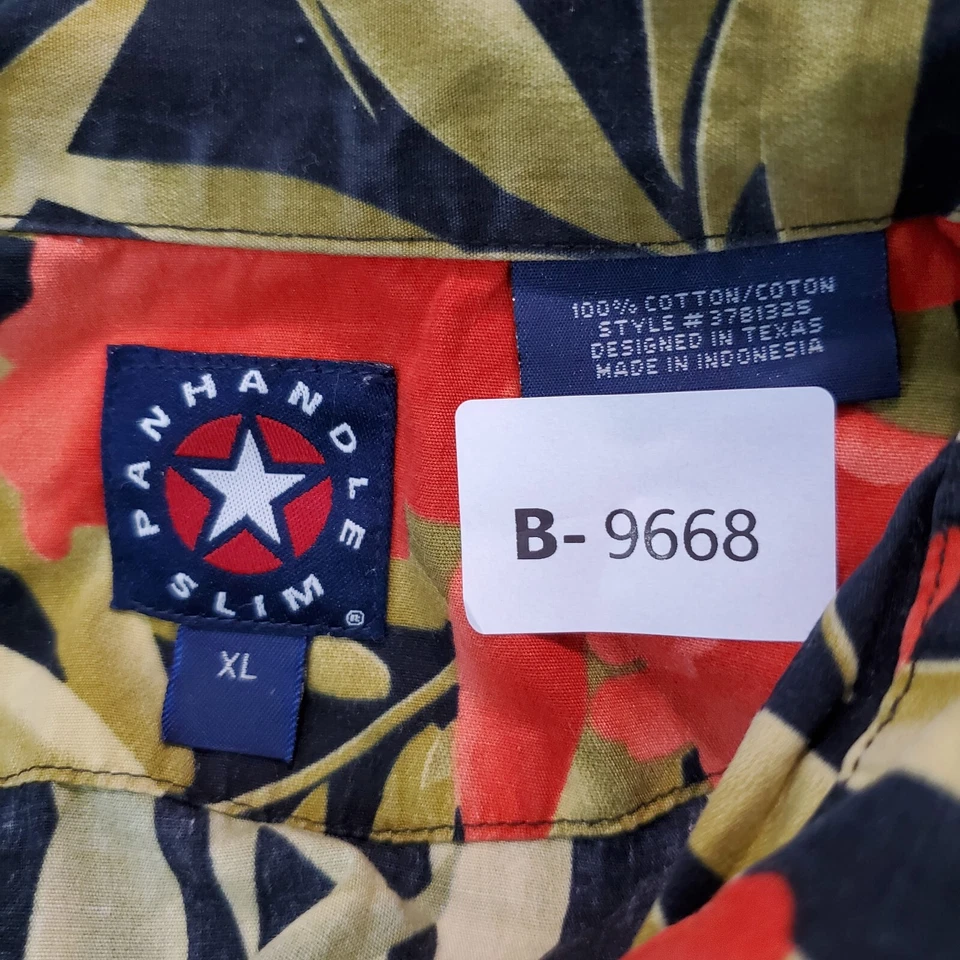 100% COTTON/COTON
STYLE # 3781325
DESIGNED IN TEXAS
MADE IN INDONESIA
PANHANDLE
SLIM
®
XL
B- 9668